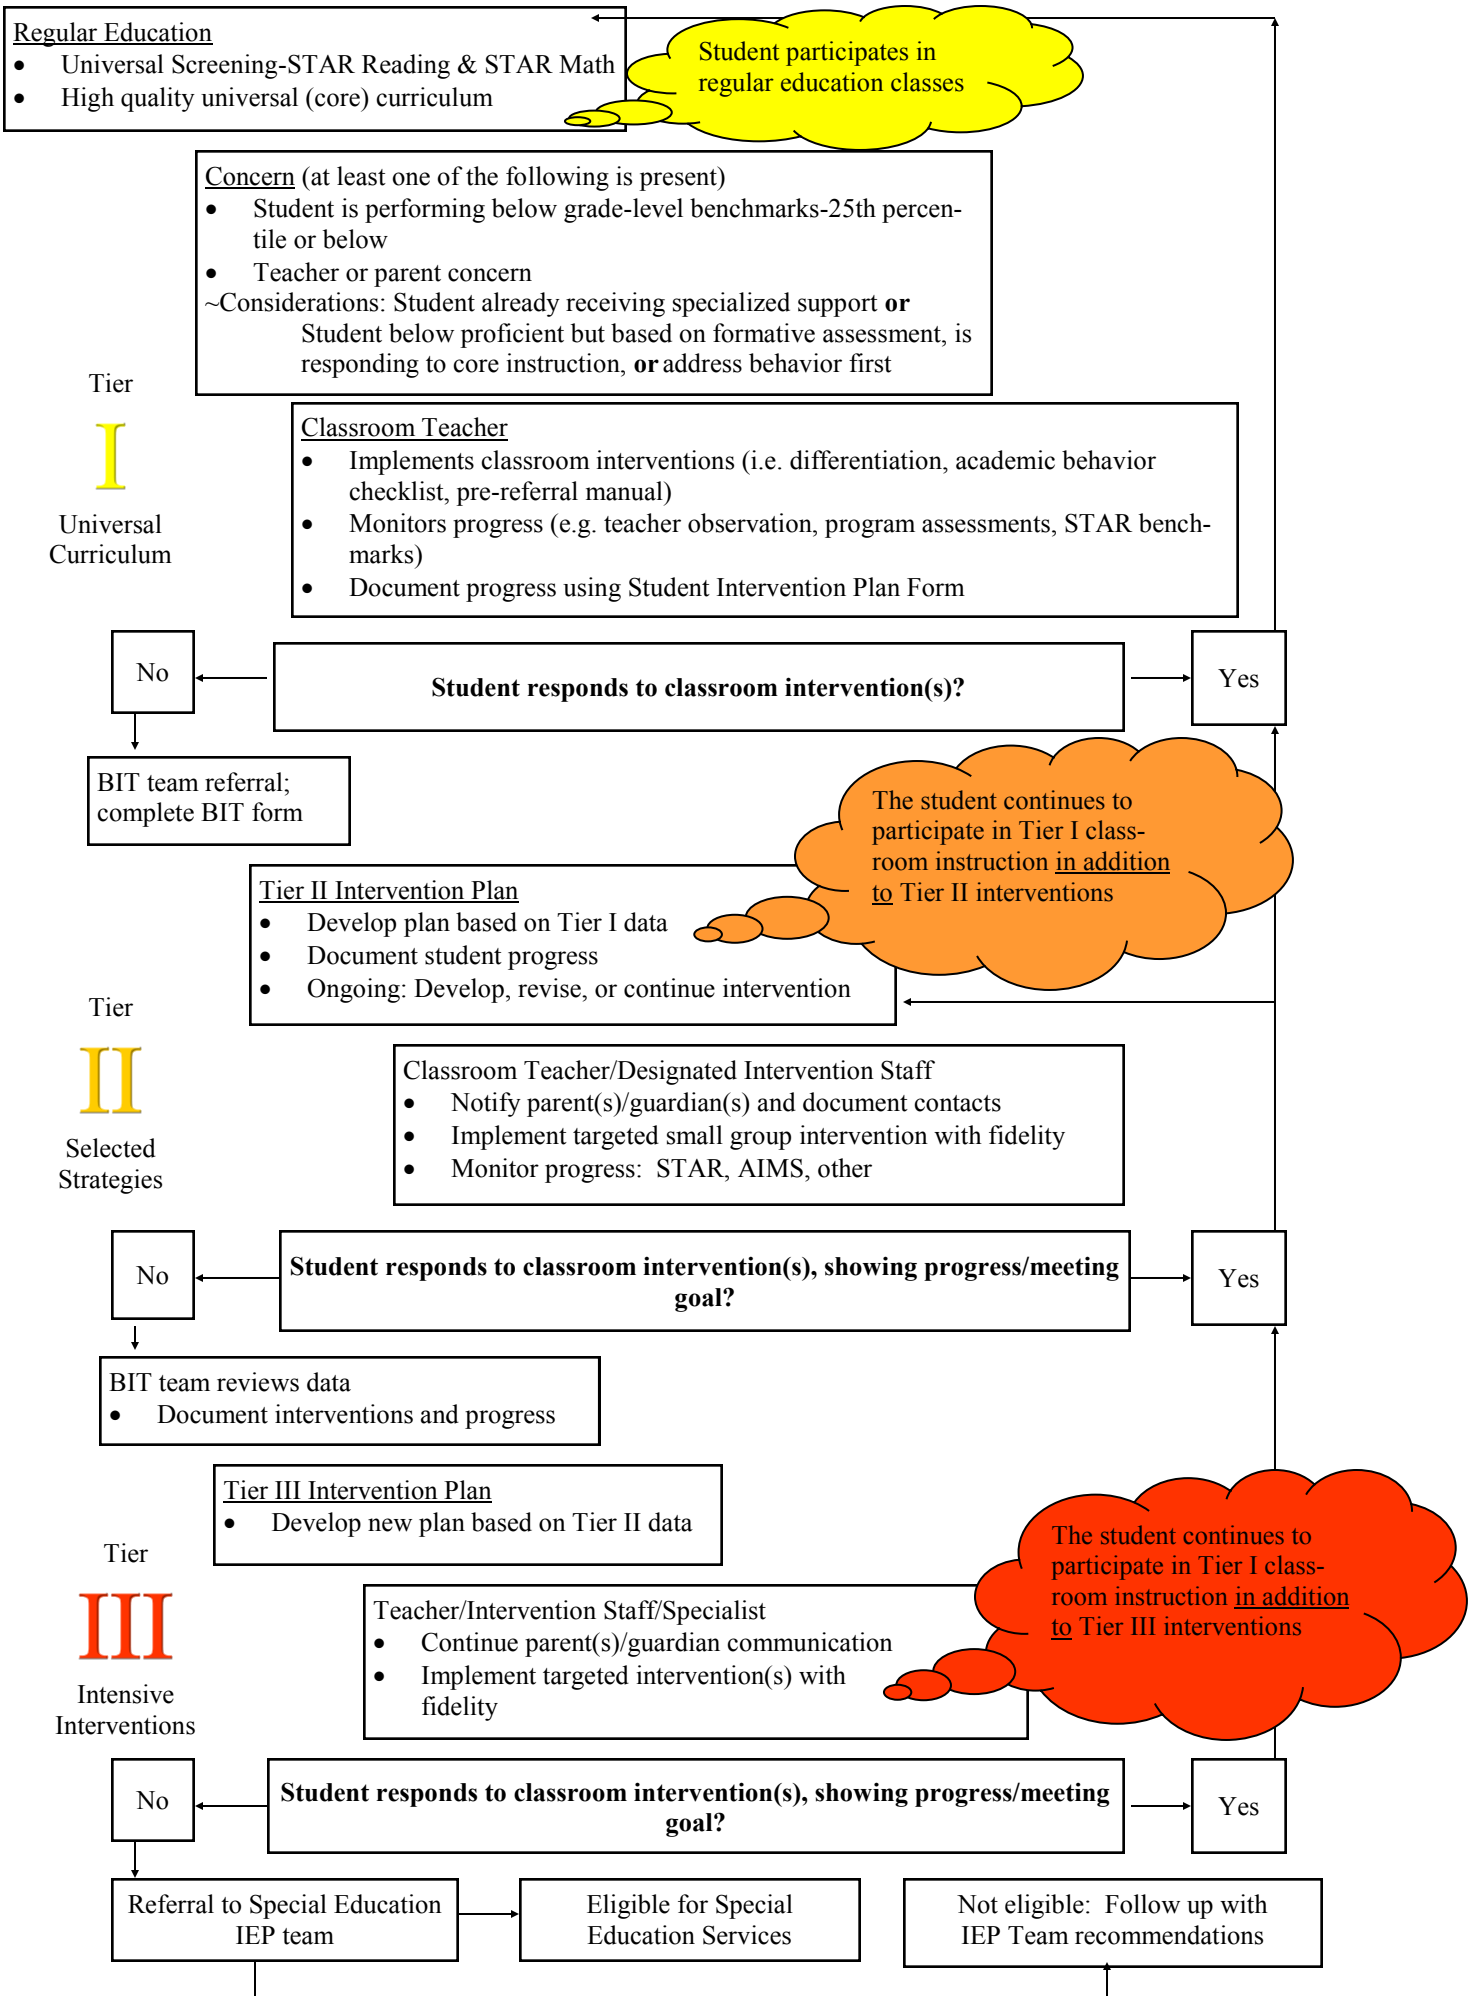 Regular Education
• Universal Screening-STAR Reading & STAR Math
• High quality universal (core) curriculum
Student participates in
regular education classes
Concern (at least one of the following is present)
• Student is performing below grade-level benchmarks-25th percen-
tile or below
• Teacher or parent concern
~Considerations: Student already receiving specialized support or
Student below proficient but based on formative assessment, is
responding to core instruction, or address behavior first
Tier
I
Universal
Curriculum
Classroom Teacher
• Implements classroom interventions (i.e. differentiation, academic behavior
checklist, pre-referral manual)
• Monitors progress (e.g. teacher observation, program assessments, STAR bench-
marks)
• Document progress using Student Intervention Plan Form
No
Student responds to classroom intervention(s)?
Yes
BIT team referral;
complete BIT form
The student continues to
participate in Tier I class-
room instruction in addition
to Tier II interventions
Tier II Intervention Plan
• Develop plan based on Tier I data
• Document student progress
• Ongoing: Develop, revise, or continue intervention
Tier
II
Selected
Strategies
Classroom Teacher/Designated Intervention Staff
• Notify parent(s)/guardian(s) and document contacts
• Implement targeted small group intervention with fidelity
• Monitor progress:  STAR, AIMS, other
No
Student responds to classroom intervention(s), showing progress/meeting
goal?
Yes
BIT team reviews data
• Document interventions and progress
Tier III Intervention Plan
• Develop new plan based on Tier II data
The student continues to
participate in Tier I class-
room instruction in addition
to Tier III interventions
Tier
III
Intensive
Interventions
Teacher/Intervention Staff/Specialist
• Continue parent(s)/guardian communication
• Implement targeted intervention(s) with
fidelity
No
Student responds to classroom intervention(s), showing progress/meeting
goal?
Yes
Referral to Special Education
IEP team
Eligible for Special
Education Services
Not eligible:  Follow up with
IEP Team recommendations